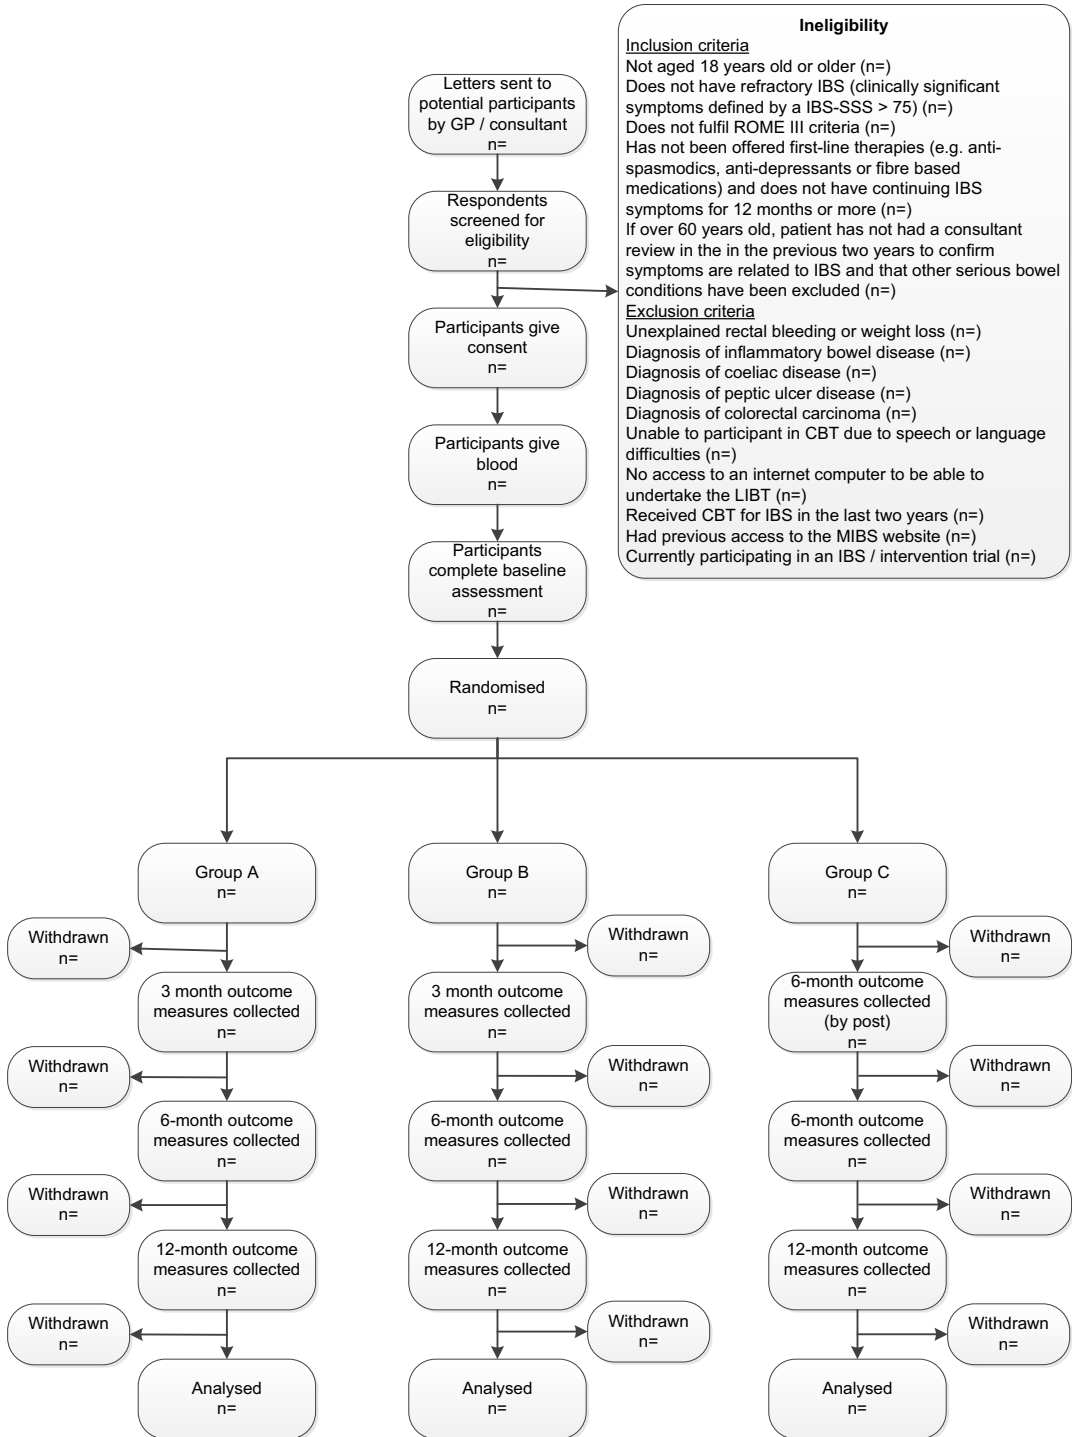 Ineligibility
Inclusion criteria
Not aged 18 years old or older (n=)
Does not have refractory IBS (clinically significant
symptoms defined by a IBS-SSS > 75) (n=)
Does not fulfil ROME III criteria (n=)
Has not been offered first-line therapies (e.g. anti-
spasmodics, anti-depressants or fibre based
medications) and does not have continuing IBS
symptoms for 12 months or more (n=)
If over 60 years old, patient has not had a consultant
review in the in the previous two years to confirm
symptoms are related to IBS and that other serious bowel
conditions have been excluded (n=)
Exclusion criteria
Unexplained rectal bleeding or weight loss (n=)
Diagnosis of inflammatory bowel disease (n=)
Diagnosis of coeliac disease (n=)
Diagnosis of peptic ulcer disease (n=)
Diagnosis of colorectal carcinoma (n=)
Unable to participant in CBT due to speech or language
difficulties (n=)
No access to an internet computer to be able to
undertake the LIBT (n=)
Received CBT for IBS in the last two years (n=)
Had previous access to the MIBS website (n=)
Currently participating in an IBS / intervention trial (n=)
Letters sent to
potential participants
by GP / consultant
n=
Respondents
screened for
eligibility
n=
Participants give
consent
n=
Participants give
blood
n=
Participants
complete baseline
assessment
n=
Randomised
n=
Group A
n=
Withdrawn
n=
3 month outcome
measures collected
n=
Withdrawn
n=
6-month outcome
measures collected
n=
Withdrawn
n=
12-month outcome
measures collected
n=
Withdrawn
n=
Analysed
n=
Group B
n=
Withdrawn
n=
3 month outcome
measures collected
n=
Withdrawn
n=
6-month outcome
measures collected
n=
Withdrawn
n=
12-month outcome
measures collected
n=
Withdrawn
n=
Analysed
n=
Group C
n=
Withdrawn
n=
6-month outcome
measures collected
(by post)
n=
Withdrawn
n=
6-month outcome
measures collected
n=
Withdrawn
n=
12-month outcome
measures collected
n=
Withdrawn
n=
Analysed
n=